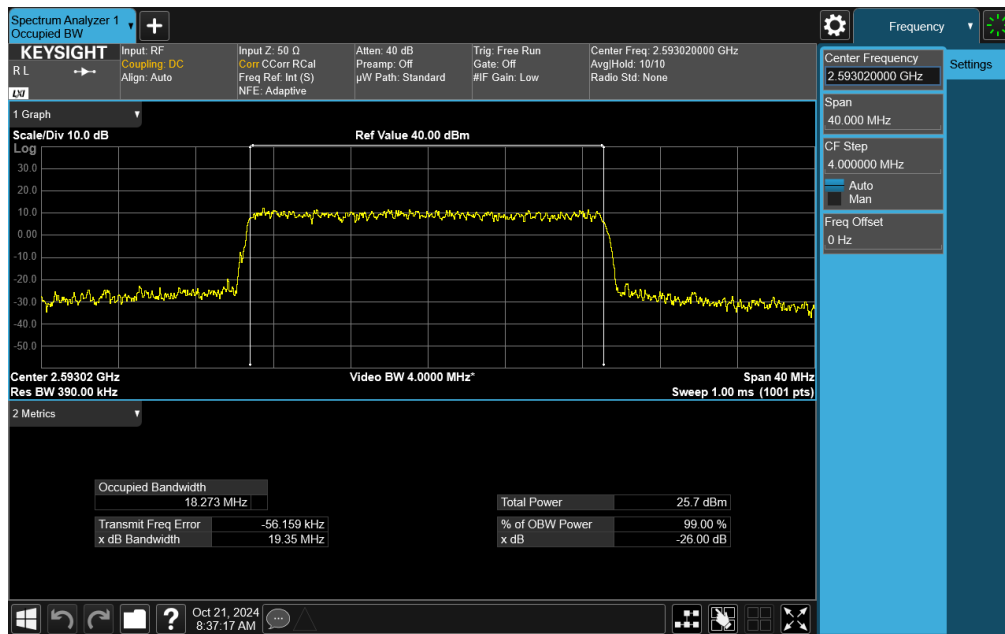 Spectrum Analyzer 1
Occupied BW
Frequency
KEYSIGHT
R L
LXI
Input: RF
Coupling: DC
Align: Auto
Input Z: 50 Ω
Corr CCorr RCal
Freq Ref: Int (S)
NFE: Adaptive
Atten: 40 dB
Preamp: Off
µW Path: Standard
Trig: Free Run
Gate: Off
#IF Gain: Low
Center Freq: 2.593020000 GHz
Avg|Hold: 10/10
Radio Std: None
Center Frequency
2.593020000 GHz
Settings
Span
40.000 MHz
CF Step
4.000000 MHz
Auto
Man
Freq Offset
0 Hz
1 Graph
Scale/Div 10.0 dB
Ref Value 40.00 dBm
Log
30.0
20.0
10.0
0.00
-10.0
-20.0
-30.0
-40.0
-50.0
Center 2.59302 GHz
Video BW 4.0000 MHz*
Span 40 MHz
Res BW 390.00 kHz
Sweep 1.00 ms (1001 pts)
2 Metrics
Occupied Bandwidth
18.273 MHz
Total Power 25.7 dBm
Transmit Freq Error -56.159 kHz
% of OBW Power 99.00 %
x dB Bandwidth 19.35 MHz
x dB -26.00 dB
?
Oct 21, 2024
8:37:17 AM